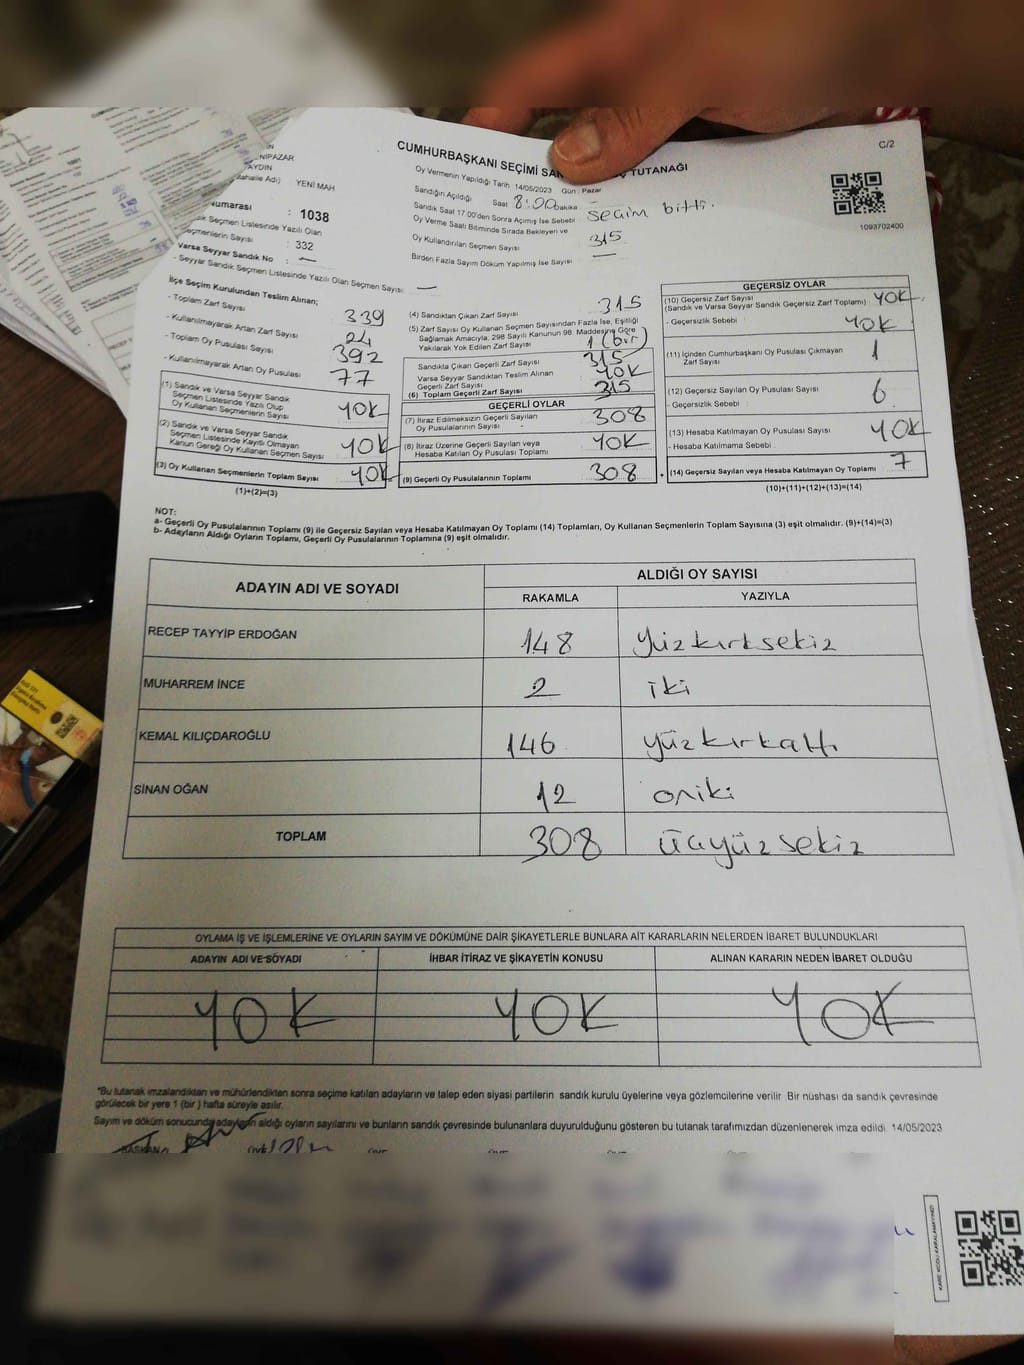 CUMHURBAŞKANI SEÇİMİ SAN TUTANAĞI
C/2
NIPAZAR
AYDIN
YENİ MAH
umarası : 1038
Seçmen Listesinde Yazılı Olan
eçmenlerin Sayısı : 332
Varsa Seyyar Sandık No : —
- Seyyar Sandık Seçmen Listesinde Yazılı Olan Seçmen Sayısı : —
Oy Vermenin Yapıldığı Tarih 14/05/2023 Gün : Pazar
Sandığın Açıldığı Saat 8:00 Dakika —
Sandık Saat 17.00'den Sonra Açılmış İse Sebebi seçim bitti.
Oy Verme Saati Bitiminde Sırada Bekleyen ve
Oy Kullandırılan Seçmen Sayısı 315
Birden Fazla Sayım Döküm Yapılmış İse Sayısı —
1093702400
İlçe Seçim Kurulundan Teslim Alınan;
- Toplam Zarf Sayısı 339
- Kullanılmayarak Artan Zarf Sayısı 24
- Toplam Oy Pusulası Sayısı 392
- Kullanılmayarak Artan Oy Pusulası 77
(1) Sandık ve Varsa Seyyar Sandık
Seçmen Listesinde Yazılı Olup
Oy Kullanan Seçmenlerin Sayısı YOK
(2) Sandık ve Varsa Seyyar Sandık
Seçmen Listesinde Kayıtlı Olmayan
Kanun Gereği Oy Kullanan Seçmen Sayısı YOK
(3) Oy Kullanan Seçmenlerin Toplam Sayısı YOK
(1)+(2)=(3)
(4) Sandıktan Çıkan Zarf Sayısı 315
(5) Zarf Sayısı Oy Kullanan Seçmen Sayısından Fazla İse, Eşitliği
Sağlamak Amacıyla, 298 Sayılı Kanunun 98. Maddesine Göre
Yakılarak Yok Edilen Zarf Sayısı 1 (bir)
Sandıkta Çıkan Geçerli Zarf Sayısı 315
Varsa Seyyar Sandıktan Teslim Alınan
Geçerli Zarf Sayısı YOK
(6) Toplam Geçerli Zarf Sayısı 315
GEÇERLİ OYLAR
(7) İtiraz Edilmeksizin Geçerli Sayılan
Oy Pusulalarının Sayısı 308
(8) İtiraz Üzerine Geçerli Sayılan veya
Hesaba Katılan Oy Pusulası Toplamı YOK
(9) Geçerli Oy Pusulalarının Toplamı 308
GEÇERSİZ OYLAR
(10) Geçersiz Zarf Sayısı
(Sandık ve Varsa Seyyar Sandık Geçersiz Zarf Toplamı) YOK
- Geçersizlik Sebebi YOK
(11) İçinden Cumhurbaşkanı Oy Pusulası Çıkmayan
Zarf Sayısı 1
(12) Geçersiz Sayılan Oy Pusulası Sayısı 6
- Geçersizlik Sebebi
(13) Hesaba Katılmayan Oy Pusulası Sayısı YOK
- Hesaba Katılmama Sebebi
(14) Geçersiz Sayılan veya Hesaba Katılmayan Oy Toplamı 7
(10)+(11)+(12)+(13)=(14)
NOT:
a- Geçerli Oy Pusulalarının Toplamı (9) ile Geçersiz Sayılan veya Hesaba Katılmayan Oy Toplamı (14) Toplamları, Oy Kullanan Seçmenlerin Toplam Sayısına (3) eşit olmalıdır. (9)+(14)=(3)
b- Adayların Aldığı Oyların Toplamı, Geçerli Oy Pusulalarının Toplamına (9) eşit olmalıdır.
ADAYIN ADI VE SOYADI
ALDIĞI OY SAYISI
RAKAMLA YAZIYLA
RECEP TAYYİP ERDOĞAN 148 yüzkırksekiz
MUHARREM İNCE 2 iki
KEMAL KILIÇDAROĞLU 146 yüzkırkaltı
SİNAN OĞAN 12 oniki
TOPLAM 308 üçyüzsekiz
OYLAMA İŞ VE İŞLEMLERİNE VE OYLARIN SAYIM VE DÖKÜMÜNE DAİR ŞİKAYETLERLE BUNLARA AİT KARARLARIN NELERDEN İBARET BULUNDUKLARI
ADAYIN ADI VE SOYADI İHBAR İTİRAZ VE ŞİKAYETİN KONUSU ALINAN KARARIN NEDEN İBARET OLDUĞU
YOK YOK YOK
*Bu tutanak imzalandıktan ve mühürlendikten sonra seçime katılan adayların ve talep eden siyasi partilerin sandık kurulu üyelerine veya gözlemcilerine verilir. Bir nüshası da sandık çevresinde
görülecek bir yere 1 (bir) hafta süreyle asılır.
Sayım ve döküm sonucunda adayların aldığı oyların sayılarını ve bunların sandık çevresinde bulunanlara duyurulduğunu gösteren bu tutanak tarafımızdan düzenlenerek imza edildi. 14/05/2023
BAŞKAN
KARE KODU KARALAMAYINIZ!